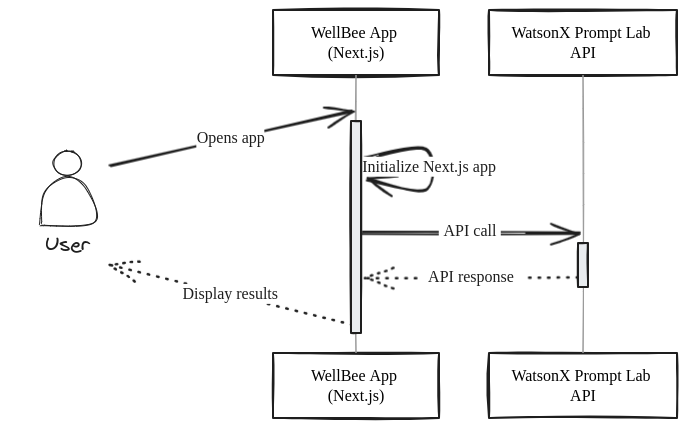 WellBee App
(Next.js)
WatsonX Prompt Lab
API
Opens app
Initialize Next.js app
User
API call
API response
Display results
WellBee App
(Next.js)
WatsonX Prompt Lab
API